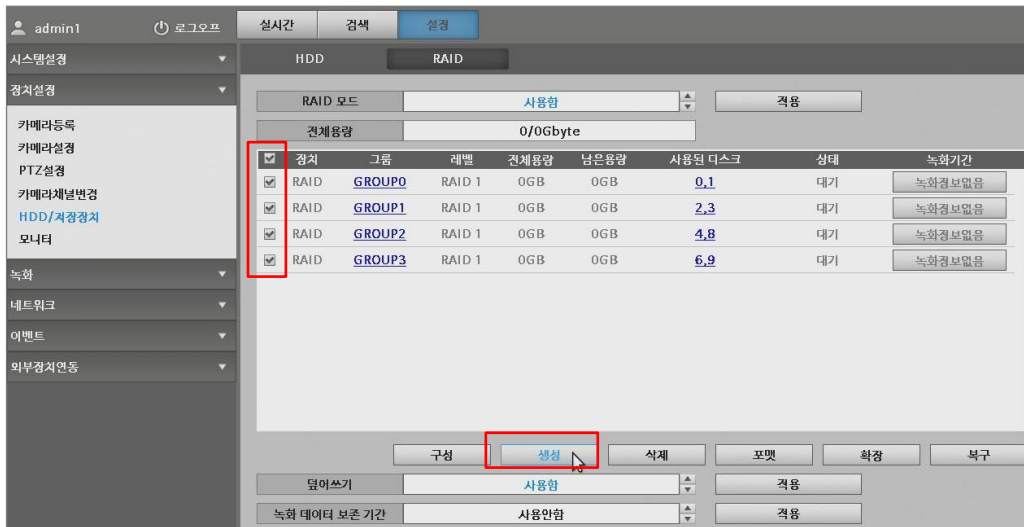 admin1 로그오프 실시간 검색 설정
시스템설정 HDD RAID
장치설정
RAID 모드 사용함 적용
카메라등록
전체용량 0/0Gbyte
카메라설정
PTZ설정
카메라채널변경
HDD/저장장치
모니터
장치 그룹 레벨 전체용량 남은용량 사용된 디스크 상태 녹화기간
RAID GROUP0 RAID 1 0GB 0GB 0,1 대기 녹화정보없음
RAID GROUP1 RAID 1 0GB 0GB 2,3 대기 녹화정보없음
RAID GROUP2 RAID 1 0GB 0GB 4,8 대기 녹화정보없음
RAID GROUP3 RAID 1 0GB 0GB 6,9 대기 녹화정보없음
녹화
네트워크
이벤트
외부장치연동
구성 생성 삭제 포맷 확장 복구
덮어쓰기 사용함 적용
녹화 데이터 보존 기간 사용안함 적용